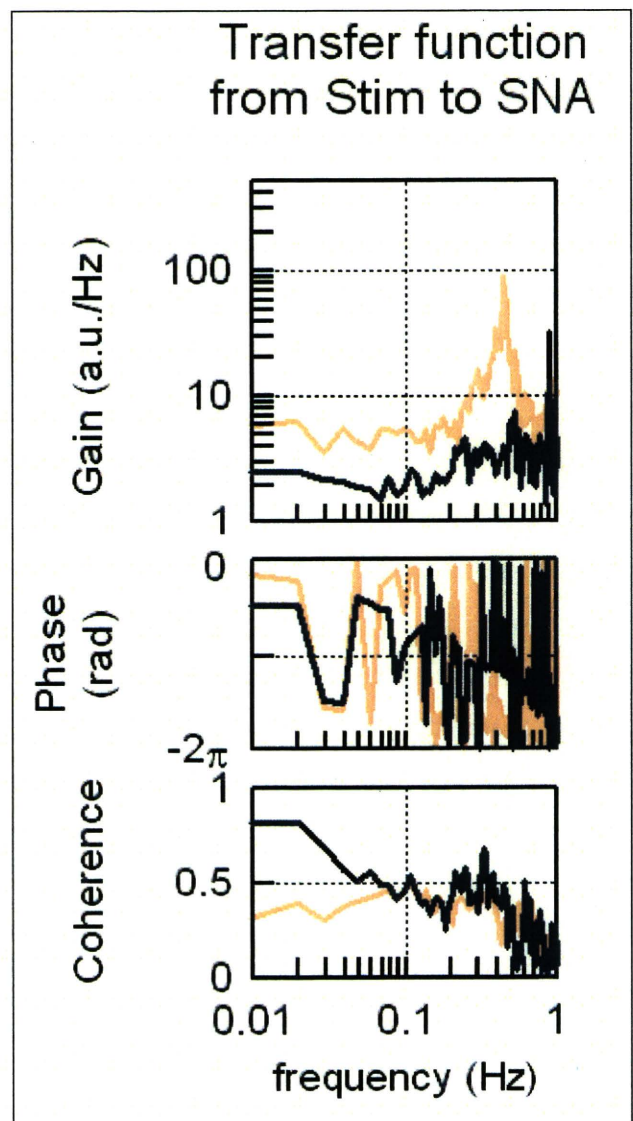 Transfer function
from Stim to SNA
Gain (a.u./Hz)
100
10
1
Phase
(rad)
0
-2π
Coherence
1
0.5
0
0.01
0.1
1
frequency (Hz)